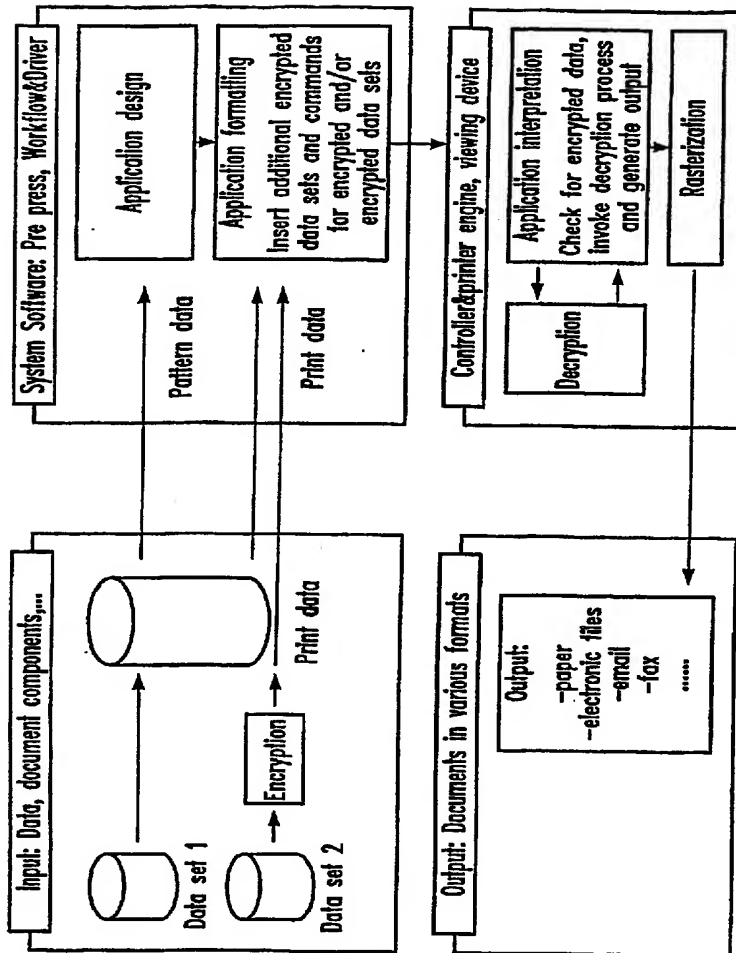 Input: Data, document components,...
Data set 1
Data set 2
Encryption
Print data
System Software: Pre press, Workflow&Driver
Pattern data
Print data
Application design
Application formatting
Insert additional encrypted
data sets and commands
for encrypted and/or
encrypted data sets
Output: Documents in various formats
Output:
-paper
-electronic files
-email
-fax
......
Controller&printer engine, viewing device
Decryption
Application interpretation
Check for encrypted data,
invoke decryption process
and generate output
Rasterization